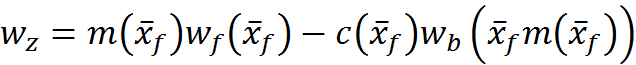 w_z = m(x̄_f)w_f(x̄_f) − c(x̄_f)w_b(x̄_f m(x̄_f))